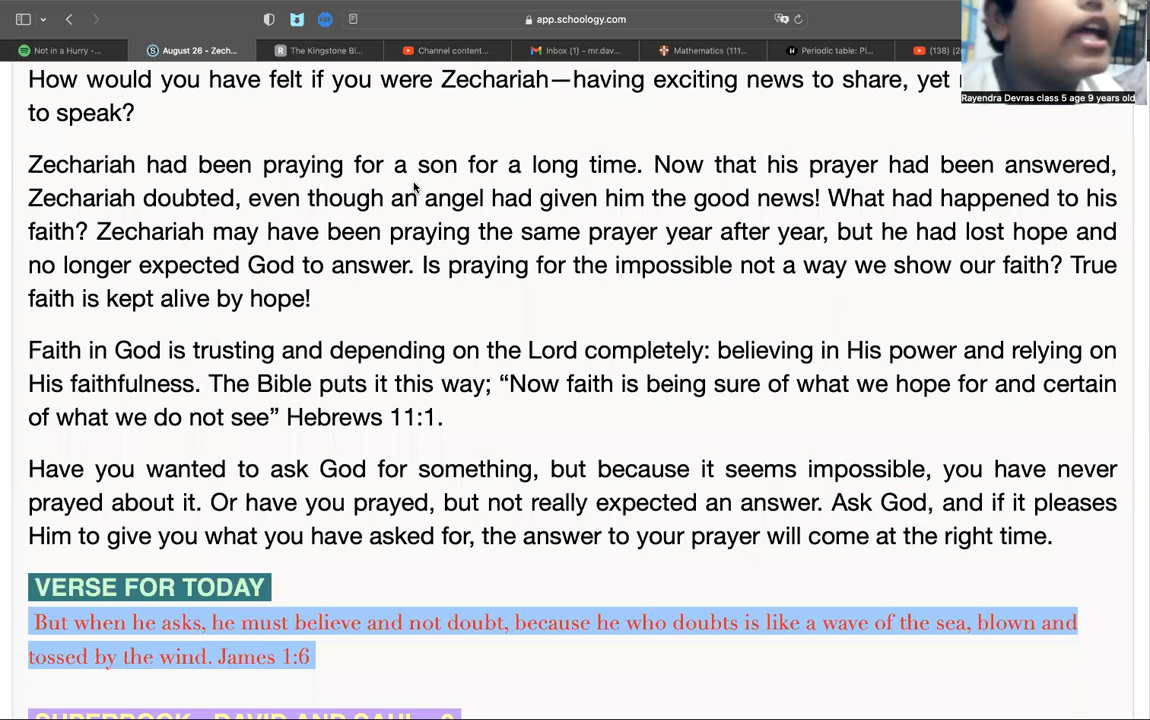 app.schoology.com
Not in a Hurry -...
August 26 - Zech...
The Kingstone Bi...
Channel content...
Inbox (1) - mr.dav...
Mathematics (111...
Periodic table: Pl...
(138) (2
Rayendra Devras class 5 age 9 years old
How would you have felt if you were Zechariah—having exciting news to share, yet
to speak?
Zechariah had been praying for a son for a long time. Now that his prayer had been answered,
Zechariah doubted, even though an angel had given him the good news! What had happened to his
faith? Zechariah may have been praying the same prayer year after year, but he had lost hope and
no longer expected God to answer. Is praying for the impossible not a way we show our faith? True
faith is kept alive by hope!
Faith in God is trusting and depending on the Lord completely: believing in His power and relying on
His faithfulness. The Bible puts it this way; “Now faith is being sure of what we hope for and certain
of what we do not see” Hebrews 11:1.
Have you wanted to ask God for something, but because it seems impossible, you have never
prayed about it. Or have you prayed, but not really expected an answer. Ask God, and if it pleases
Him to give you what you have asked for, the answer to your prayer will come at the right time.
VERSE FOR TODAY
But when he asks, he must believe and not doubt, because he who doubts is like a wave of the sea, blown and
tossed by the wind. James 1:6
SUPERBOOK - DAVID AND SAUL